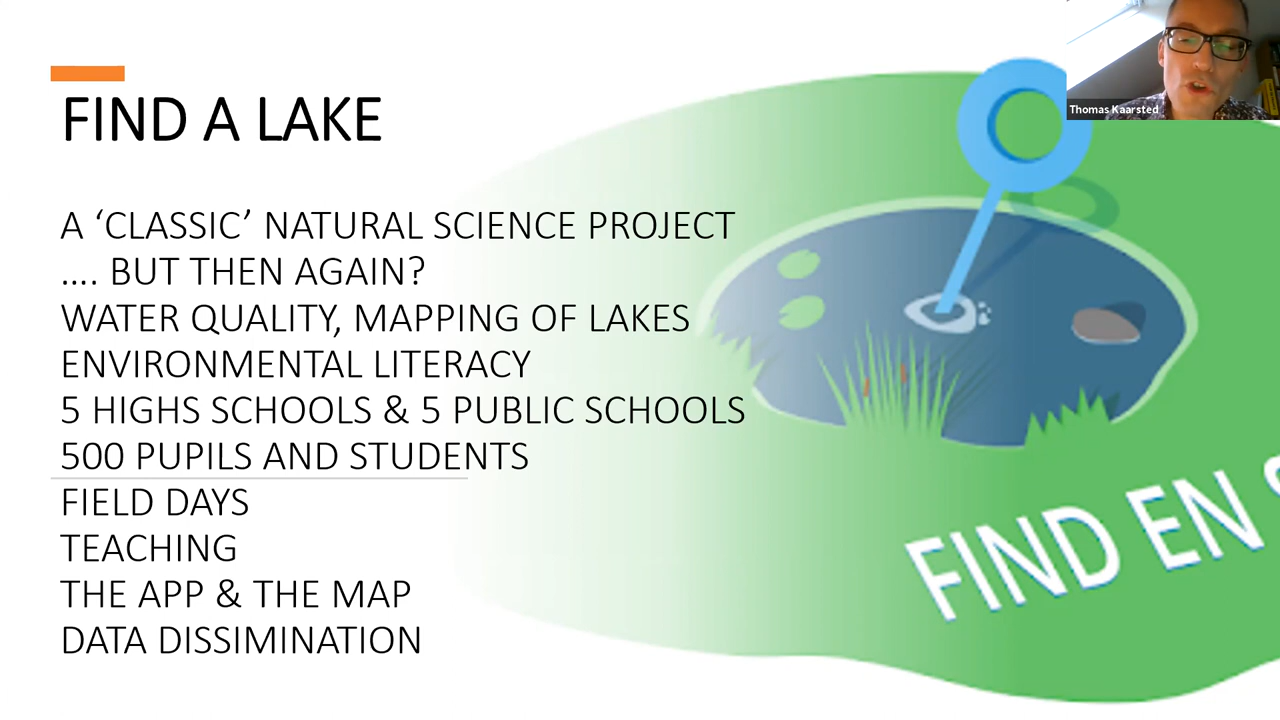 FIND A LAKE
A ‘CLASSIC’ NATURAL SCIENCE PROJECT
…. BUT THEN AGAIN?
WATER QUALITY, MAPPING OF LAKES
ENVIRONMENTAL LITERACY
5 HIGHS SCHOOLS & 5 PUBLIC SCHOOLS
500 PUPILS AND STUDENTS
FIELD DAYS
TEACHING
THE APP & THE MAP
DATA DISSIMINATION
Thomas Kaarsted
FIND EN